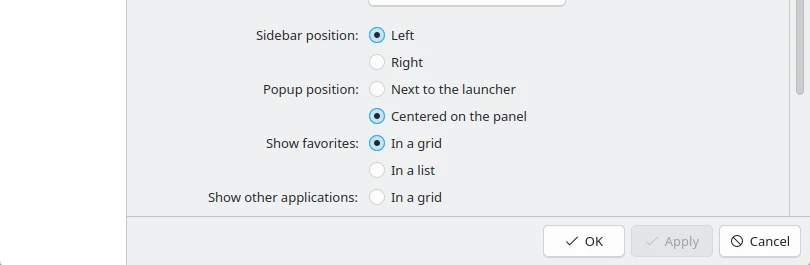 Sidebar position: Left
Right
Popup position: Next to the launcher
Centered on the panel
Show favorites: In a grid
In a list
Show other applications: In a grid
OK Apply Cancel